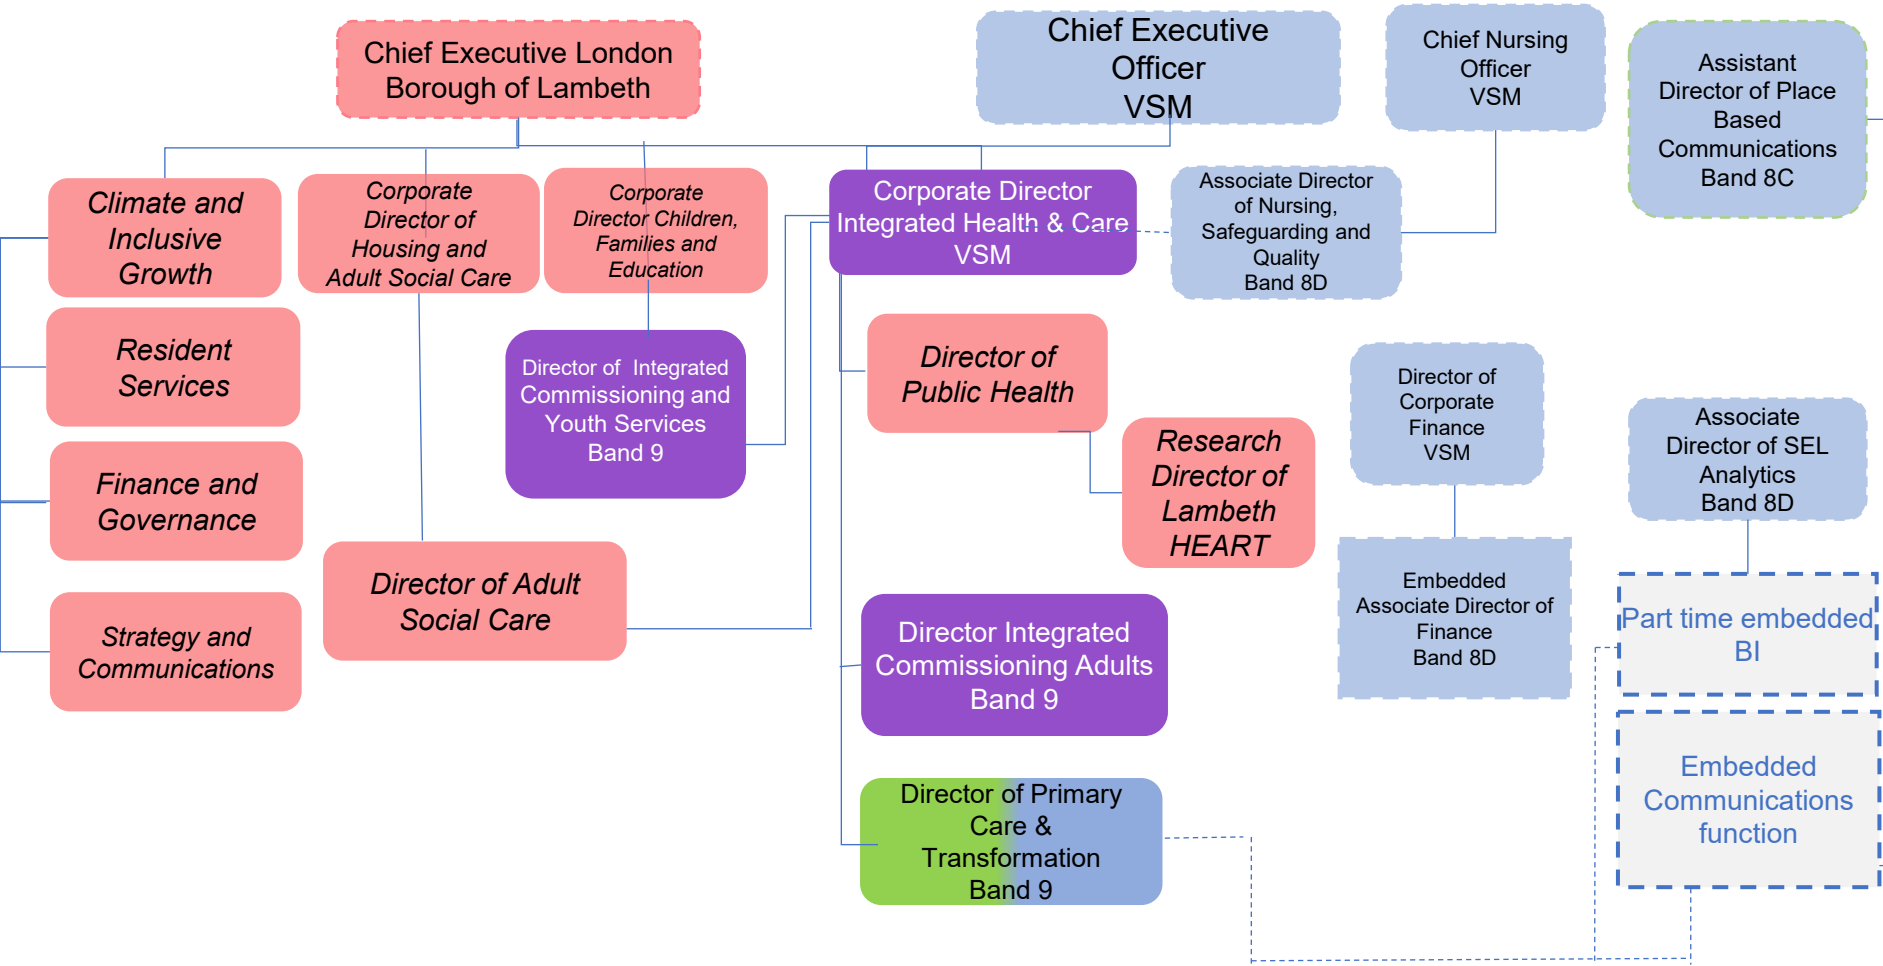 Chief Executive London
Borough of Lambeth
Chief Executive
Officer
VSM
Chief Nursing
Officer
VSM
Assistant
Director of Place
Based
Communications
Band 8C
Climate and
Inclusive
Growth
Corporate
Director of
Housing and
Adult Social Care
Corporate
Director Children,
Families and
Education
Corporate Director
Integrated Health & Care
VSM
Associate Director
of Nursing,
Safeguarding and
Quality
Band 8D
Resident
Services
Director of Integrated
Commissioning and
Youth Services
Band 9
Director of
Public Health
Director of
Corporate
Finance
VSM
Associate
Director of SEL
Analytics
Band 8D
Finance and
Governance
Research
Director of
Lambeth
HEART
Director of Adult
Social Care
Embedded
Associate Director of
Finance
Band 8D
Part time embedded
BI
Strategy and
Communications
Director Integrated
Commissioning Adults
Band 9
Embedded
Communications
function
Director of Primary
Care &
Transformation
Band 9